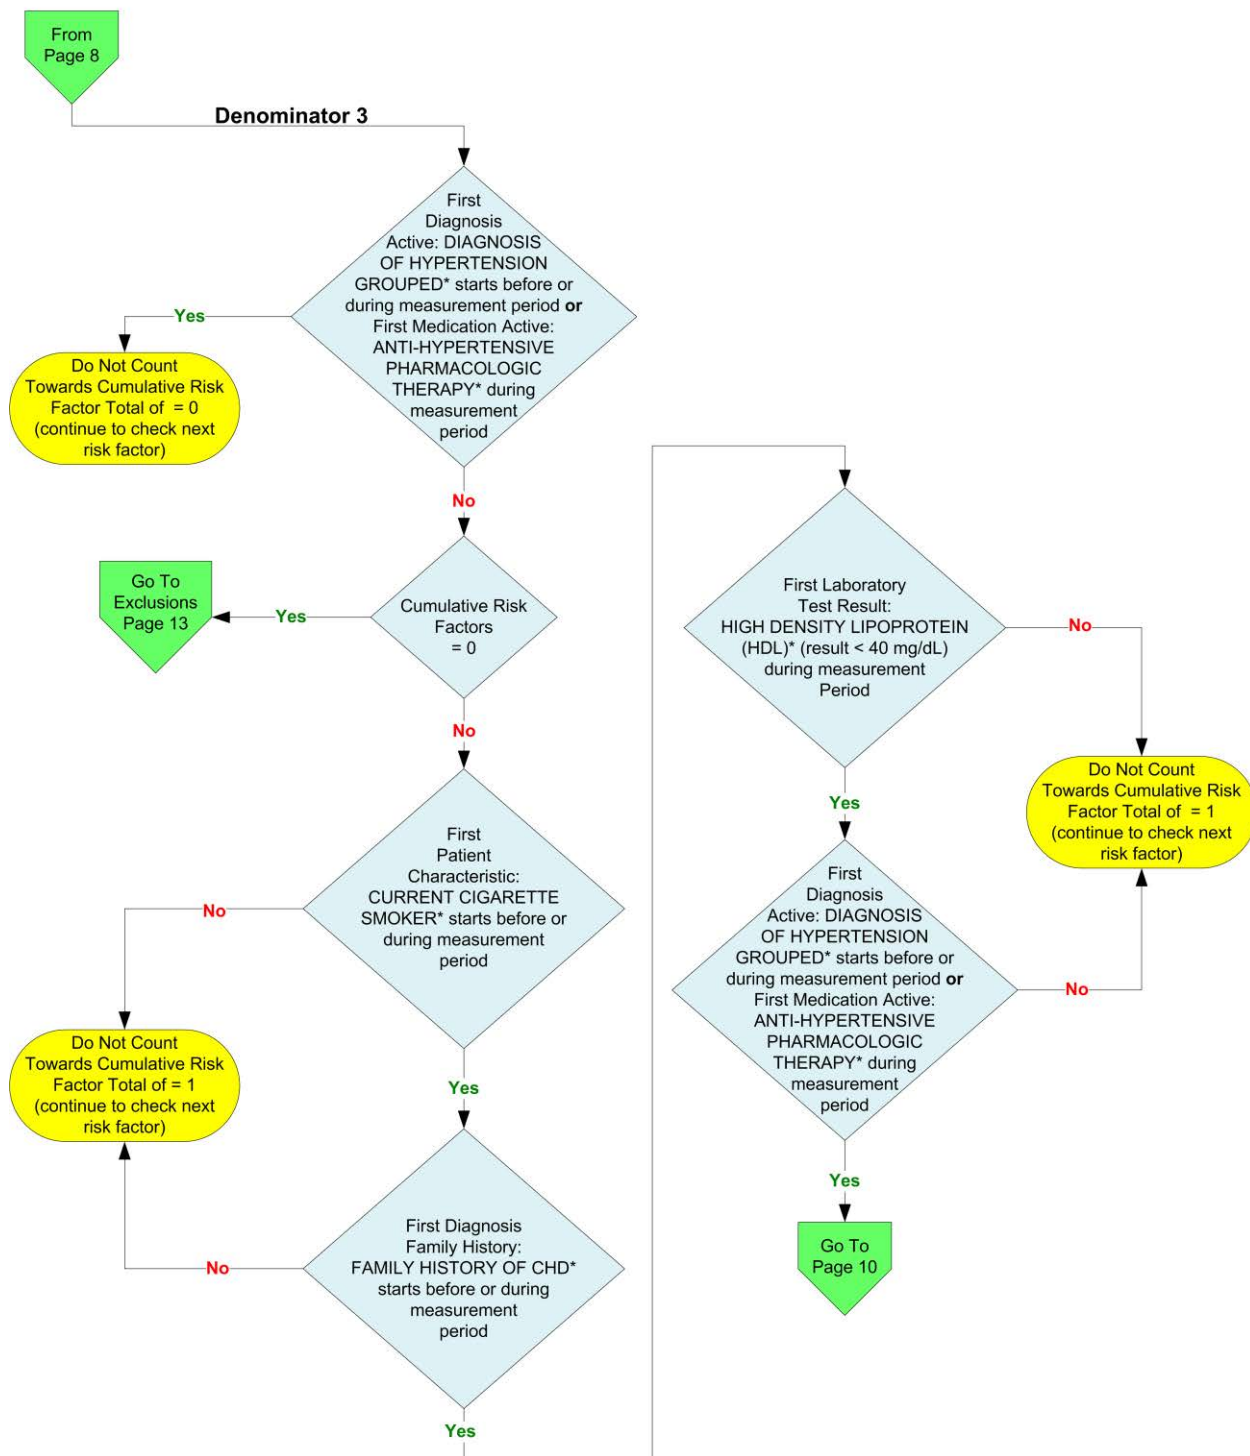 From
Page 8
Denominator 3
First
Diagnosis
Active: DIAGNOSIS
OF HYPERTENSION
GROUPED* starts before or
during measurement period or
First Medication Active:
ANTI-HYPERTENSIVE
PHARMACOLOGIC
THERAPY* during
measurement
period
Yes
Do Not Count
Towards Cumulative Risk
Factor Total of = 0
(continue to check next
risk factor)
No
Cumulative Risk
Factors
= 0
Yes
Go To
Exclusions
Page 13
No
First
Patient
Characteristic:
CURRENT CIGARETTE
SMOKER* starts before or
during measurement
period
No
Do Not Count
Towards Cumulative Risk
Factor Total of = 1
(continue to check next
risk factor)
Yes
First Diagnosis
Family History:
FAMILY HISTORY OF CHD*
starts before or during
measurement
period
No
Yes
First Laboratory
Test Result:
HIGH DENSITY LIPOPROTEIN
(HDL)* (result < 40 mg/dL)
during measurement
Period
No
Do Not Count
Towards Cumulative Risk
Factor Total of = 1
(continue to check next
risk factor)
Yes
First
Diagnosis
Active: DIAGNOSIS
OF HYPERTENSION
GROUPED* starts before or
during measurement period or
First Medication Active:
ANTI-HYPERTENSIVE
PHARMACOLOGIC
THERAPY* during
measurement
period
No
Yes
Go To
Page 10